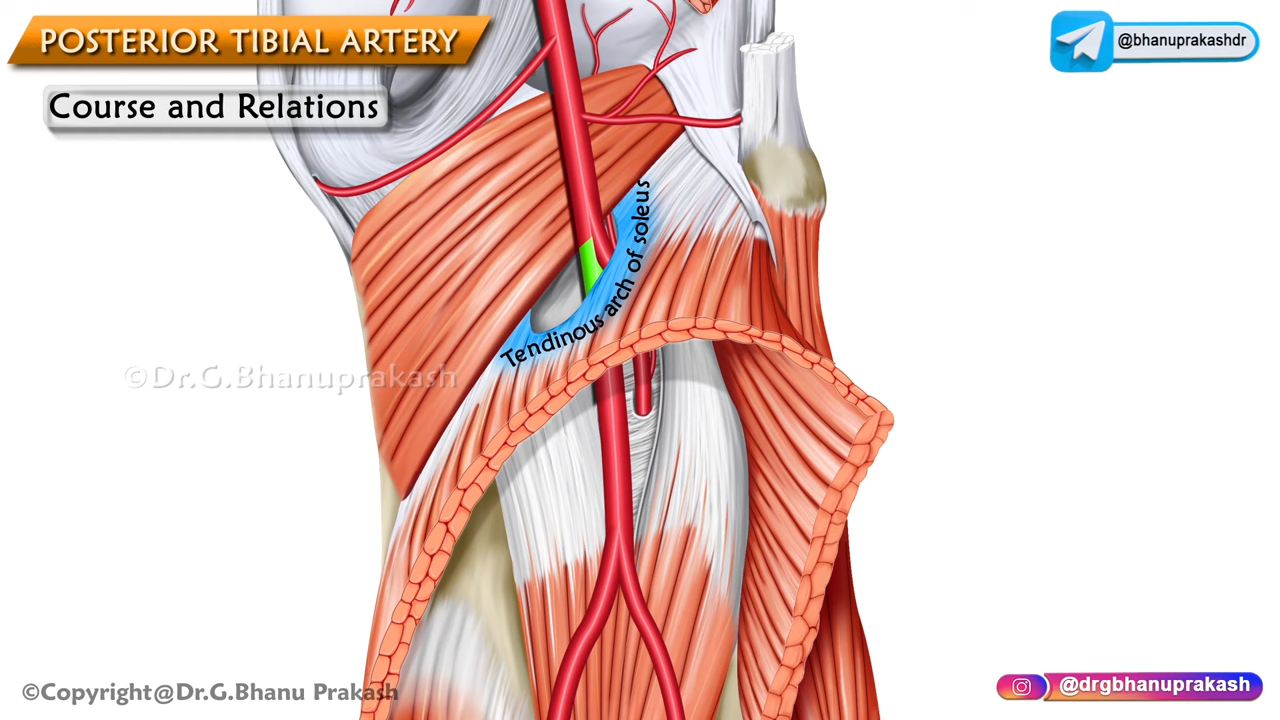 POSTERIOR TIBIAL ARTERY
@bhanuprakashdr
Course and Relations
Tendinous arch of soleus
©Dr.G.Bhanuprakash
©Copyright@Dr.G.Bhanu Prakash
@drgbhanuprakash